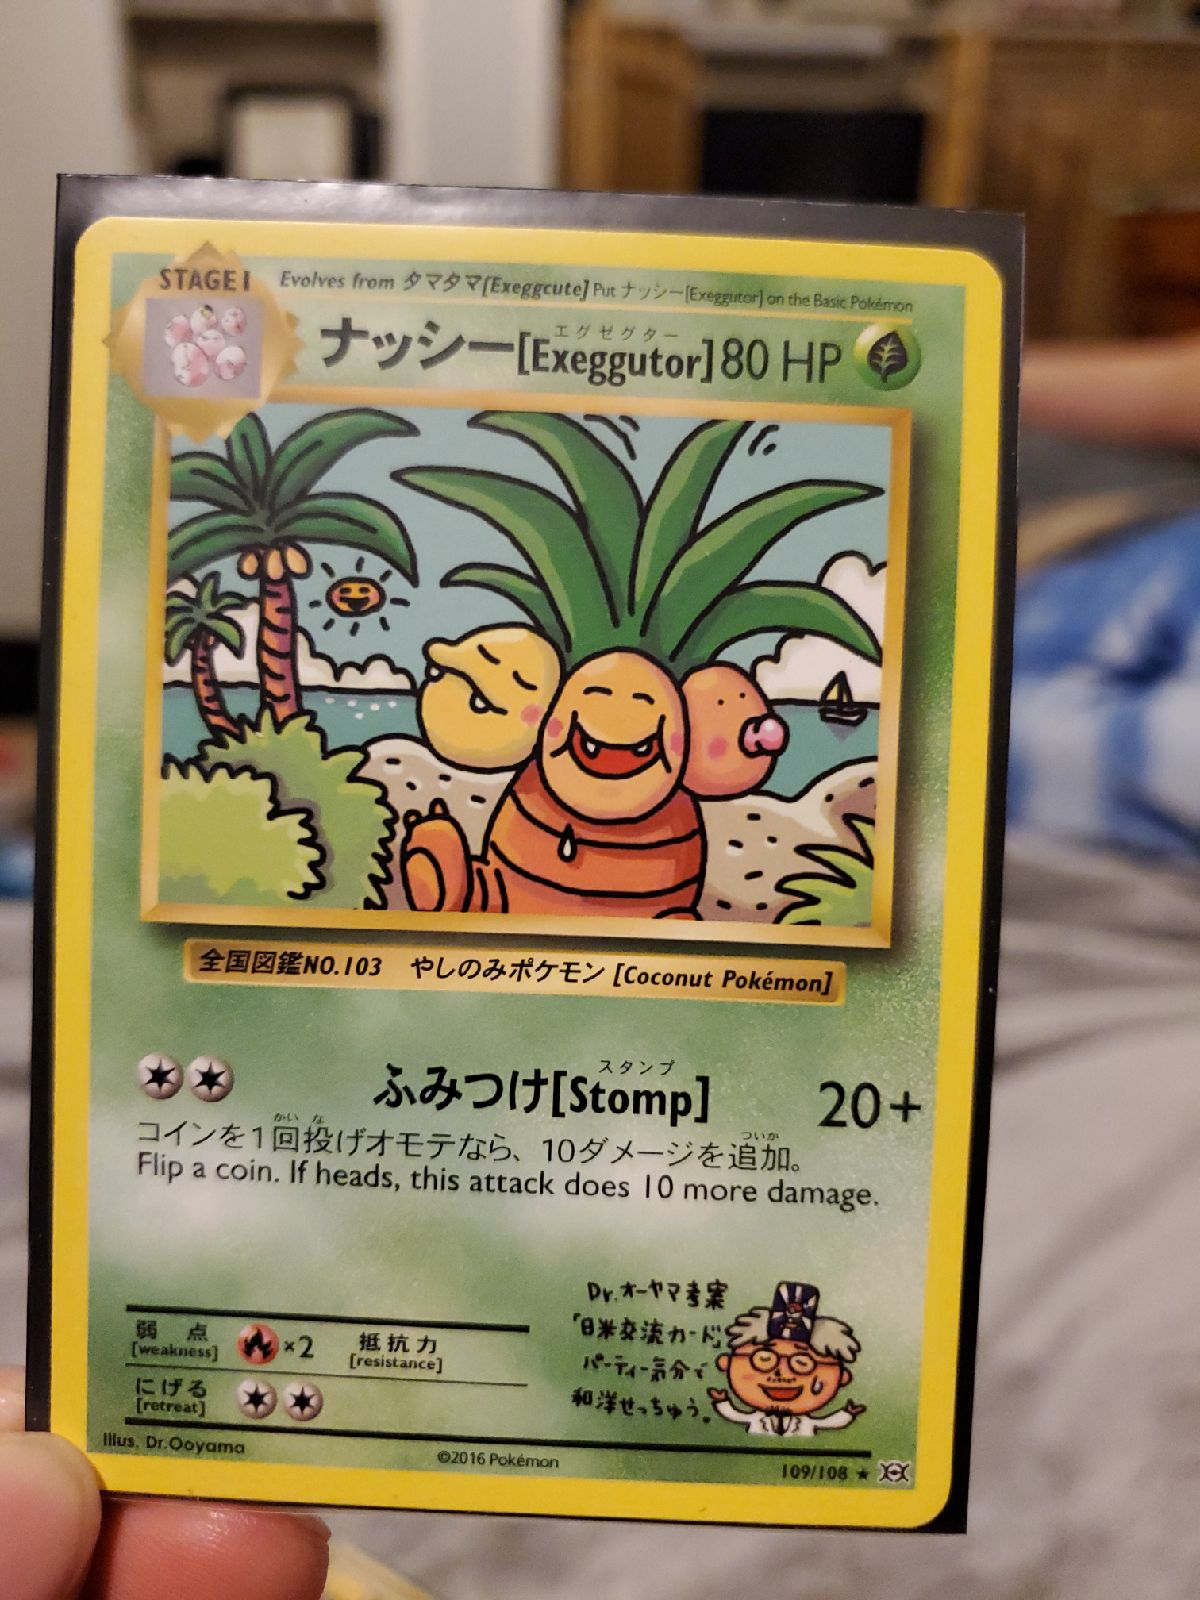 STAGE1 Evolves from タマタマ[Exeggcute] Put ナッシー[Exeggutor] on the Basic Pokémon
エグゼグター
ナッシー[Exeggutor] 80 HP
全国図鑑NO.103 やしのみポケモン [Coconut Pokémon]
スタンプ
ふみつけ[Stomp] 20+
かい な ついか
コインを1回投げオモテなら、10ダメージを追加。
Flip a coin. If heads, this attack does 10 more damage.
弱点 ×2 抵抗力
[weakness] [resistance]
にげる
[retreat]
Dr.オーヤマ考案
「日米交流カード」
パーティー気分で
和洋せっちゅう。
Illus. Dr.Ooyama
©2016 Pokémon
109/108 ★